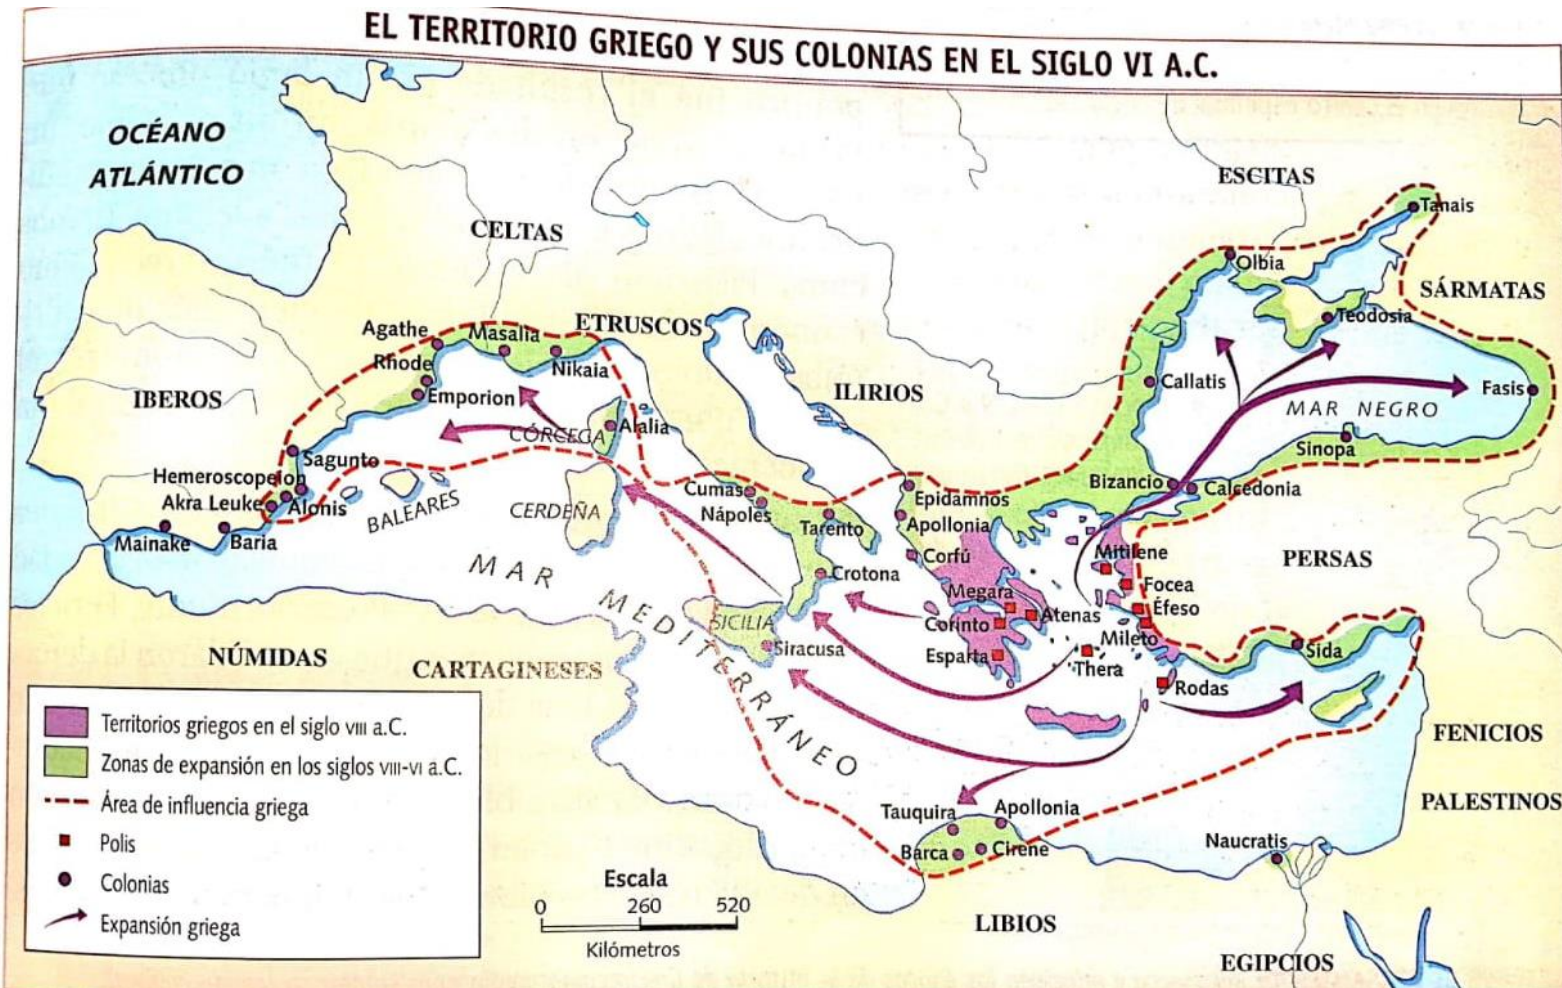 EL TERRITORIO GRIEGO Y SUS COLONIAS EN EL SIGLO VI A.C.
OCÉANO
ATLÁNTICO
CELTAS
ESCITAS
Tanais
Olbia
SÁRMATAS
Teodosia
ETRUSCOS
Agathe
Masalia
Rhode
Nikaia
Emporion
IBEROS
ILIRIOS
Callatis
Fasis
MAR NEGRO
Sinopa
CÓRCEGA
Alalia
Sagunto
Hemeroscopeion
Akra Leuke
Alonis
BALEARES
CERDEÑA
Mainake
Baria
Cumas
Nápoles
Tarento
Epidamnos
Apollonia
Corfú
Bizancio
Calcedonia
Crotona
Mitilene
PERSAS
Focea
Megara
Atenas
Éfeso
Corinto
Mileto
Esparta
Thera
Sida
Rodas
MAR MEDITERRÁNEO
SICILIA
Siracusa
NÚMIDAS
CARTAGINESES
FENICIOS
PALESTINOS
Tauquira
Apollonia
Barca
Cirene
Naucratis
LIBIOS
EGIPCIOS
Territorios griegos en el siglo VIII a.C.
Zonas de expansión en los siglos VIII-VI a.C.
Área de influencia griega
Polis
Colonias
Expansión griega
Escala
0 260 520
Kilómetros